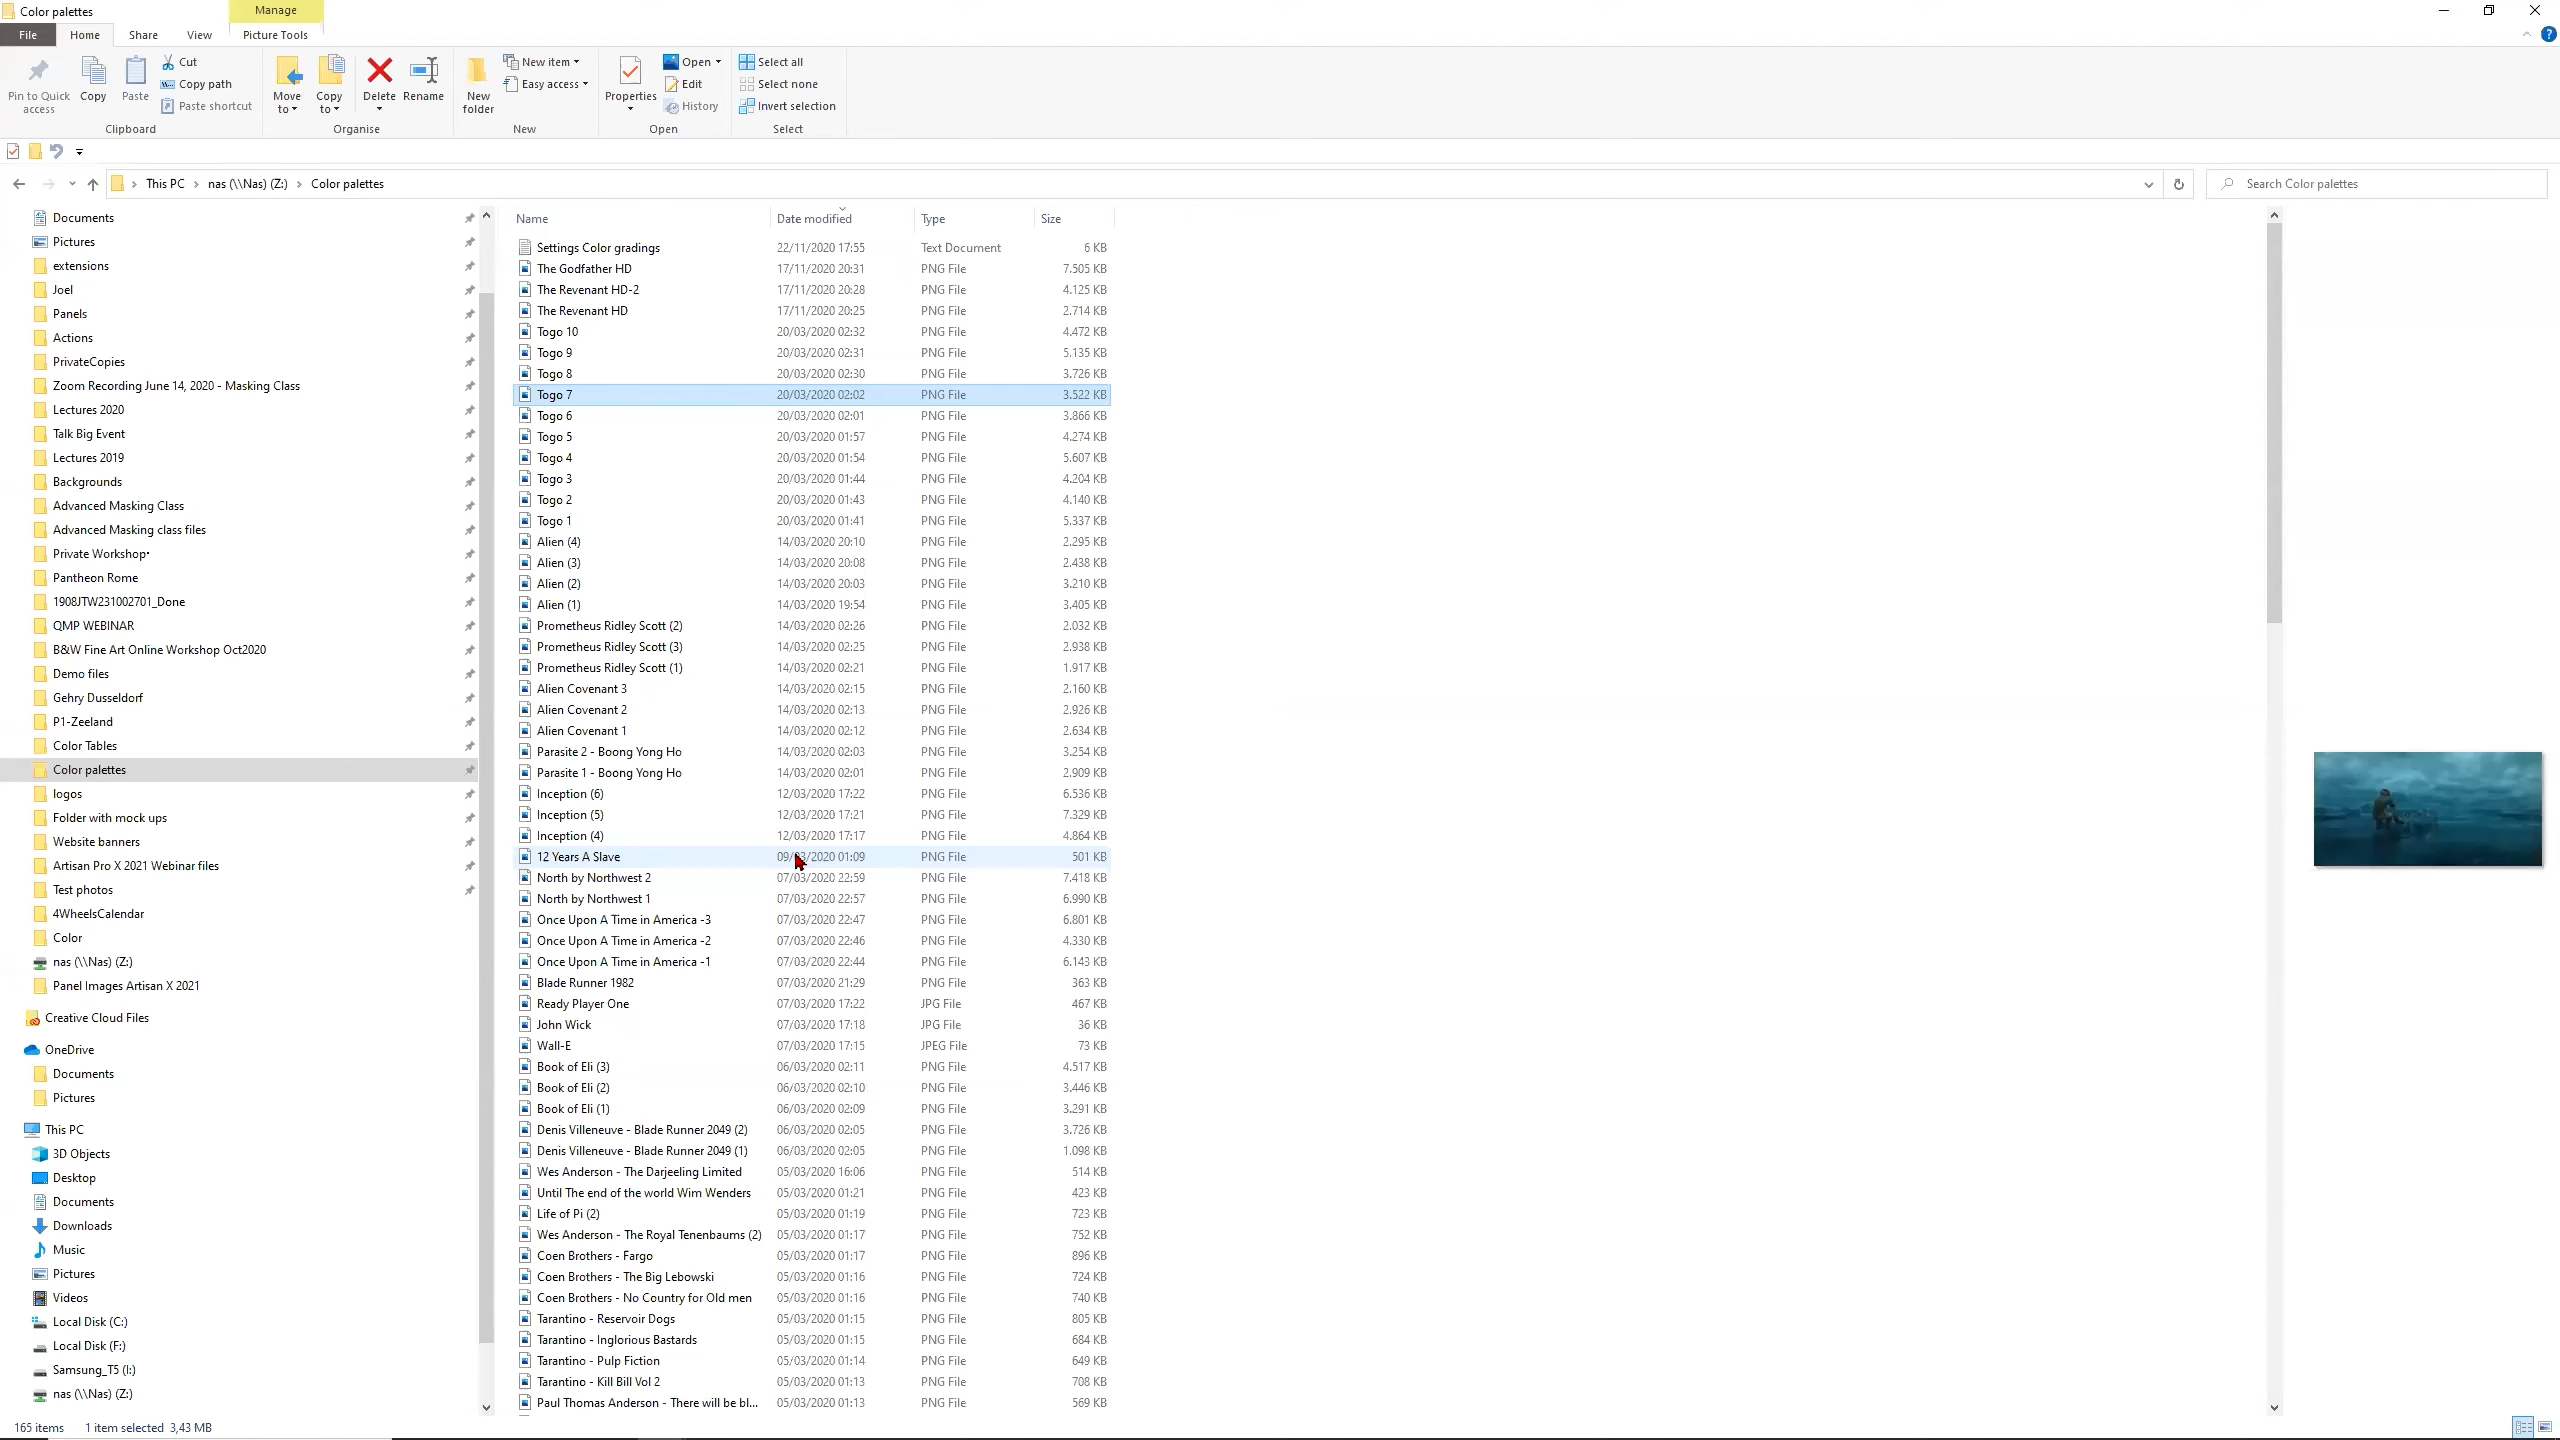 Color palettes
Manage
File
Home
Share
View
Picture Tools
Pin to Quick access
Copy
Paste
Cut
Copy path
Paste shortcut
Clipboard
Move to
Copy to
Delete
Rename
Organise
New folder
New item
Easy access
New
Properties
Open
Edit
History
Open
Select all
Select none
Invert selection
Select
This PC
nas (\\Nas) (Z:)
Color palettes
Search Color palettes
Documents
Pictures
extensions
Joel
Panels
Actions
PrivateCopies
Zoom Recording June 14, 2020 - Masking Class
Lectures 2020
Talk Big Event
Lectures 2019
Backgrounds
Advanced Masking Class
Advanced Masking class files
Private Workshop·
Pantheon Rome
1908JTW231002701_Done
QMP WEBINAR
B&W Fine Art Online Workshop Oct2020
Demo files
Gehry Dusseldorf
P1-Zeeland
Color Tables
Color palettes
logos
Folder with mock ups
Website banners
Artisan Pro X 2021 Webinar files
Test photos
4WheelsCalendar
Color
nas (\\Nas) (Z:)
Panel Images Artisan X 2021
Creative Cloud Files
OneDrive
Documents
Pictures
This PC
3D Objects
Desktop
Documents
Downloads
Music
Pictures
Videos
Local Disk (C:)
Local Disk (F:)
Samsung_T5 (I:)
nas (\\Nas) (Z:)
Name Date modified Type Size
Settings Color gradings 22/11/2020 17:55 Text Document 6 KB
The Godfather HD 17/11/2020 20:31 PNG File 7.505 KB
The Revenant HD-2 17/11/2020 20:28 PNG File 4.125 KB
The Revenant HD 17/11/2020 20:25 PNG File 2.714 KB
Togo 10 20/03/2020 02:32 PNG File 4.472 KB
Togo 9 20/03/2020 02:31 PNG File 5.135 KB
Togo 8 20/03/2020 02:30 PNG File 3.726 KB
Togo 7 20/03/2020 02:02 PNG File 3.522 KB
Togo 6 20/03/2020 02:01 PNG File 3.866 KB
Togo 5 20/03/2020 01:57 PNG File 4.274 KB
Togo 4 20/03/2020 01:54 PNG File 5.607 KB
Togo 3 20/03/2020 01:44 PNG File 4.204 KB
Togo 2 20/03/2020 01:43 PNG File 4.140 KB
Togo 1 20/03/2020 01:41 PNG File 5.337 KB
Alien (4) 14/03/2020 20:10 PNG File 2.295 KB
Alien (3) 14/03/2020 20:08 PNG File 2.438 KB
Alien (2) 14/03/2020 20:03 PNG File 3.210 KB
Alien (1) 14/03/2020 19:54 PNG File 3.405 KB
Prometheus Ridley Scott (2) 14/03/2020 02:26 PNG File 2.032 KB
Prometheus Ridley Scott (3) 14/03/2020 02:25 PNG File 2.938 KB
Prometheus Ridley Scott (1) 14/03/2020 02:21 PNG File 1.917 KB
Alien Covenant 3 14/03/2020 02:15 PNG File 2.160 KB
Alien Covenant 2 14/03/2020 02:13 PNG File 2.926 KB
Alien Covenant 1 14/03/2020 02:12 PNG File 2.634 KB
Parasite 2 - Boong Yong Ho 14/03/2020 02:03 PNG File 3.254 KB
Parasite 1 - Boong Yong Ho 14/03/2020 02:01 PNG File 2.909 KB
Inception (6) 12/03/2020 17:22 PNG File 6.536 KB
Inception (5) 12/03/2020 17:21 PNG File 7.329 KB
Inception (4) 12/03/2020 17:17 PNG File 4.864 KB
12 Years A Slave 09/03/2020 01:09 PNG File 501 KB
North by Northwest 2 07/03/2020 22:59 PNG File 7.418 KB
North by Northwest 1 07/03/2020 22:57 PNG File 6.990 KB
Once Upon A Time in America -3 07/03/2020 22:47 PNG File 6.801 KB
Once Upon A Time in America -2 07/03/2020 22:46 PNG File 4.330 KB
Once Upon A Time in America -1 07/03/2020 22:44 PNG File 6.143 KB
Blade Runner 1982 07/03/2020 21:29 PNG File 363 KB
Ready Player One 07/03/2020 17:22 JPG File 467 KB
John Wick 07/03/2020 17:18 JPG File 36 KB
Wall-E 07/03/2020 17:15 JPEG File 73 KB
Book of Eli (3) 06/03/2020 02:11 PNG File 4.517 KB
Book of Eli (2) 06/03/2020 02:10 PNG File 3.446 KB
Book of Eli (1) 06/03/2020 02:09 PNG File 3.291 KB
Denis Villeneuve - Blade Runner 2049 (2) 06/03/2020 02:05 PNG File 3.726 KB
Denis Villeneuve - Blade Runner 2049 (1) 06/03/2020 02:05 PNG File 1.098 KB
Wes Anderson - The Darjeeling Limited 05/03/2020 16:06 PNG File 514 KB
Until The end of the world Wim Wenders 05/03/2020 01:21 PNG File 423 KB
Life of Pi (2) 05/03/2020 01:19 PNG File 723 KB
Wes Anderson - The Royal Tenenbaums (2) 05/03/2020 01:17 PNG File 752 KB
Coen Brothers - Fargo 05/03/2020 01:17 PNG File 896 KB
Coen Brothers - The Big Lebowski 05/03/2020 01:16 PNG File 724 KB
Coen Brothers - No Country for Old men 05/03/2020 01:16 PNG File 740 KB
Tarantino - Reservoir Dogs 05/03/2020 01:15 PNG File 805 KB
Tarantino - Inglorious Bastards 05/03/2020 01:15 PNG File 684 KB
Tarantino - Pulp Fiction 05/03/2020 01:14 PNG File 649 KB
Tarantino - Kill Bill Vol 2 05/03/2020 01:13 PNG File 708 KB
Paul Thomas Anderson - There will be bl... 05/03/2020 01:13 PNG File 569 KB
165 items 1 item selected 3,43 MB